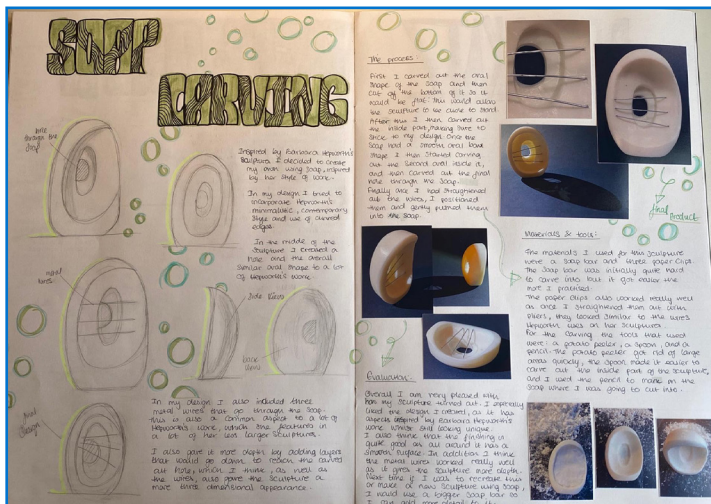 SOAP
CARVING
hole
through the
soap
Inspired by Barbara Hepworth's
Sculpture, I decided to create
my own using soap, inspired
by her style of work.
In my design I tried to
incorporate Hepworth's
minimalistic, contemporary
style and use of curved
edges.
In the middle of the
Sculpture I created a
hole and the overall
similar oval shape to a lot
of Hepworth's work.
metal
wires
Side Views
back
views
final
Design
In my design I also included three
metal wires that go through the soap.
this is also a common aspect to a lot of
Hepworth's work, which she features in
a lot of her less larger sculptures.
I also gave it most depth by adding layers
that would go down to reach the carved
out hole, which I think, as well as
the wires, also gave the sculpture a
more three dimensional appearance.
The process:
First I carved out the oval
shape of the soap and then
cut of the bottom of it so it
would be flat. This would allow
the sculpture to be able to stand.
After this I then carved out
the inside part, making sure to
stick to my design. Once the
soap had a smooth oval bowl
shape I then started carving
out the second oval inside it,
and then carved out the final
hole through the soap.
Finally once I had straightened
out the wires, I positioned
them and gently pushed them
into the soap.
final
Product
Materials & tools:
The materials I used for this sculpture
were a soap bar and three paper clips.
The soap bar was initially quite hard
to carve into but it got easier the
more I practised.
The paper clips also worked really well
as once I straightened them out with
pliers, they looked similar to the wires
Hepworth uses on her sculptures.
For the carving the tools that used
were: a potato peeler, a spoon, and a
pencil. The potato peeler got rid of large
areas quickly, the spoon made it easier to
carve out the inside part of the sculpture,
and I used the pencil to make on the
soap where I was going to cut into.
Evaluation:
Overall I am very pleased with
how my sculpture turned out. I especially
liked the design I created, as it has
aspects inspired by Barbara Hepworth's
work whilst still looking unique.
I also think that the finishing is
quite good as all around it has a
smooth surface. In addition I think
the metal wires worked really well
as it gives the sculpture more depth.
Next time if I was to recreate this
or make a new sculpture using soap,
I would use a bigger soap bar so